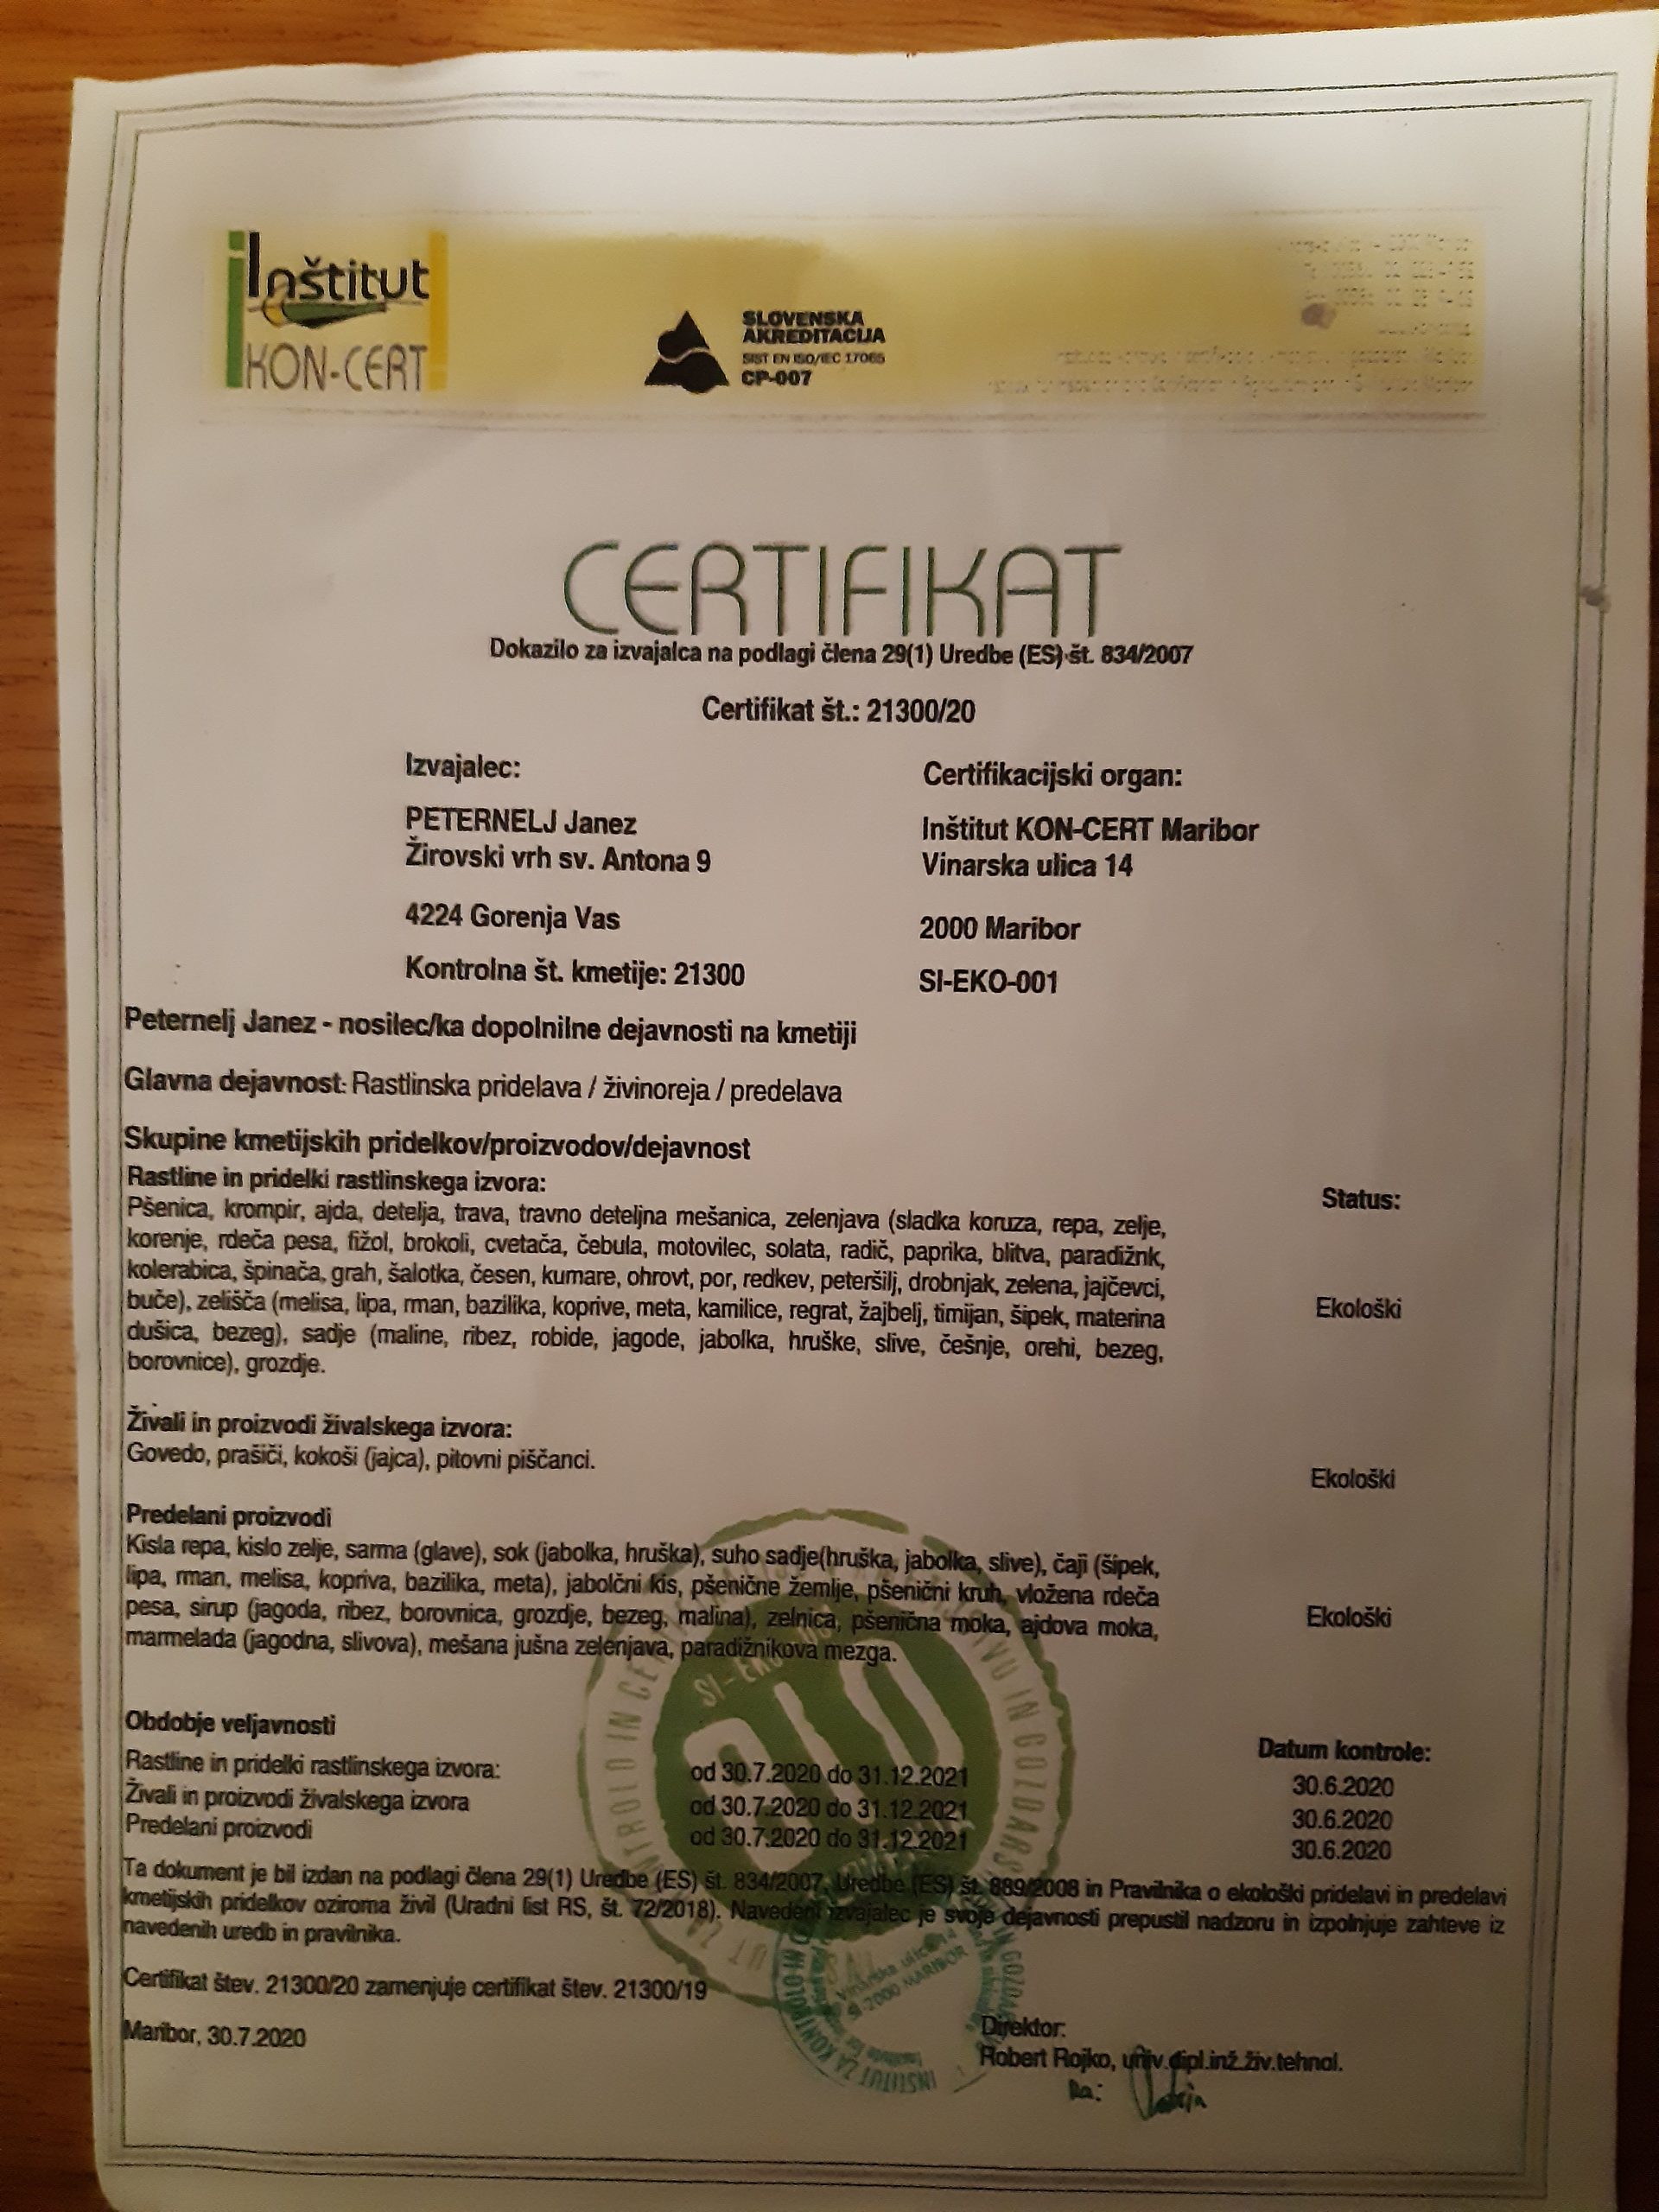 Inštitut
KON-CERT
SLOVENSKA
AKREDITACIJA
SIST EN ISO/IEC 17065
CP-007
CERTIFIKAT
Dokazilo za izvajalca na podlagi člena 29(1) Uredbe (ES) št. 834/2007
Certifikat št.: 21300/20
Izvajalec:
PETERNELJ Janez
Žirovski vrh sv. Antona 9
4224 Gorenja Vas
Kontrolna št. kmetije: 21300
Certifikacijski organ:
Inštitut KON-CERT Maribor
Vinarska ulica 14
2000 Maribor
SI-EKO-001
Peternelj Janez - nosilec/ka dopolnilne dejavnosti na kmetiji
Glavna dejavnost: Rastlinska pridelava / živinoreja / predelava
Skupine kmetijskih pridelkov/proizvodov/dejavnost
Rastline in pridelki rastlinskega izvora:
Status:
Pšenica, krompir, ajda, detelja, trava, travno deteljna mešanica, zelenjava (sladka koruza, repa, zelje,
korenje, rdeča pesa, fižol, brokoli, cvetača, čebula, motovilec, solata, radič, paprika, blitva, paradižnk,
kolerabica, špinača, grah, šalotka, česen, kumare, ohrovt, por, redkev, peteršilj, drobnjak, zelena, jajčevci,
buče), zelišča (melisa, lipa, rman, bazilika, koprive, meta, kamilice, regrat, žajbelj, timijan, šipek, materina
dušica, bezeg), sadje (maline, ribez, robide, jagode, jabolka, hruške, slive, češnje, orehi, bezeg,
borovnice), grozdje.
Ekološki
Živali in proizvodi živalskega izvora:
Govedo, prašiči, kokoši (jajca), pitovni piščanci.
Ekološki
Predelani proizvodi
Kisla repa, kislo zelje, sarma (glave), sok (jabolka, hruška), suho sadje(hruška, jabolka, slive), čaji (šipek,
lipa, rman, melisa, kopriva, bazilika, meta), jabolčni kis, pšenične žemlje, pšenični kruh, vložena rdeča
pesa, sirup (jagoda, ribez, borovnica, grozdje, bezeg, malina), zelnica, pšenična moka, ajdova moka,
marmelada (jagodna, slivova), mešana jušna zelenjava, paradižnikova mezga.
Ekološki
Obdobje veljavnosti
Datum kontrole:
Rastline in pridelki rastlinskega izvora: od 30.7.2020 do 31.12.2021 30.6.2020
Živali in proizvodi živalskega izvora od 30.7.2020 do 31.12.2021 30.6.2020
Predelani proizvodi od 30.7.2020 do 31.12.2021 30.6.2020
Ta dokument je bil izdan na podlagi člena 29(1) Uredbe (ES) št. 834/2007, Uredbe (ES) št. 889/2008 in Pravilnika o ekološki pridelavi in predelavi
kmetijskih pridelkov oziroma živil (Uradni list RS, št. 72/2018). Navedeni izvajalec je svoje dejavnosti prepustil nadzoru in izpolnjuje zahteve iz
navedenih uredb in pravilnika.
Certifikat štev. 21300/20 zamenjuje certifikat štev. 21300/19
Maribor, 30.7.2020
Direktor:
Robert Rojko, univ.dipl.inž.živ.tehnol.
Vinarska ulica 14
SI-2000 MARIBOR